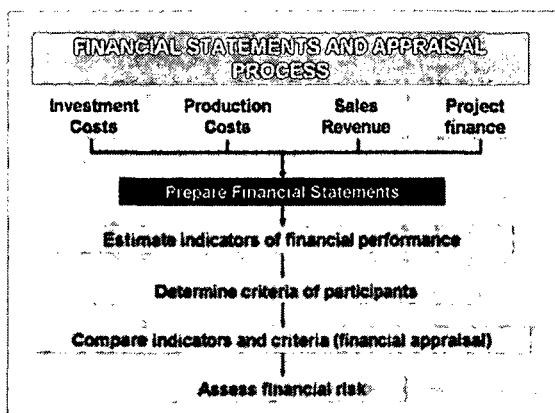 FINANCIAL STATEMENTS AND APPRAISAL
PROCESS
Investment Production Sales Project
Costs Costs Revenue finance
Prepare Financial Statements
Estimate indicators of financial performance
Determine criteria of participants
Compare indicators and criteria (financial appraisal)
Assess financial risk